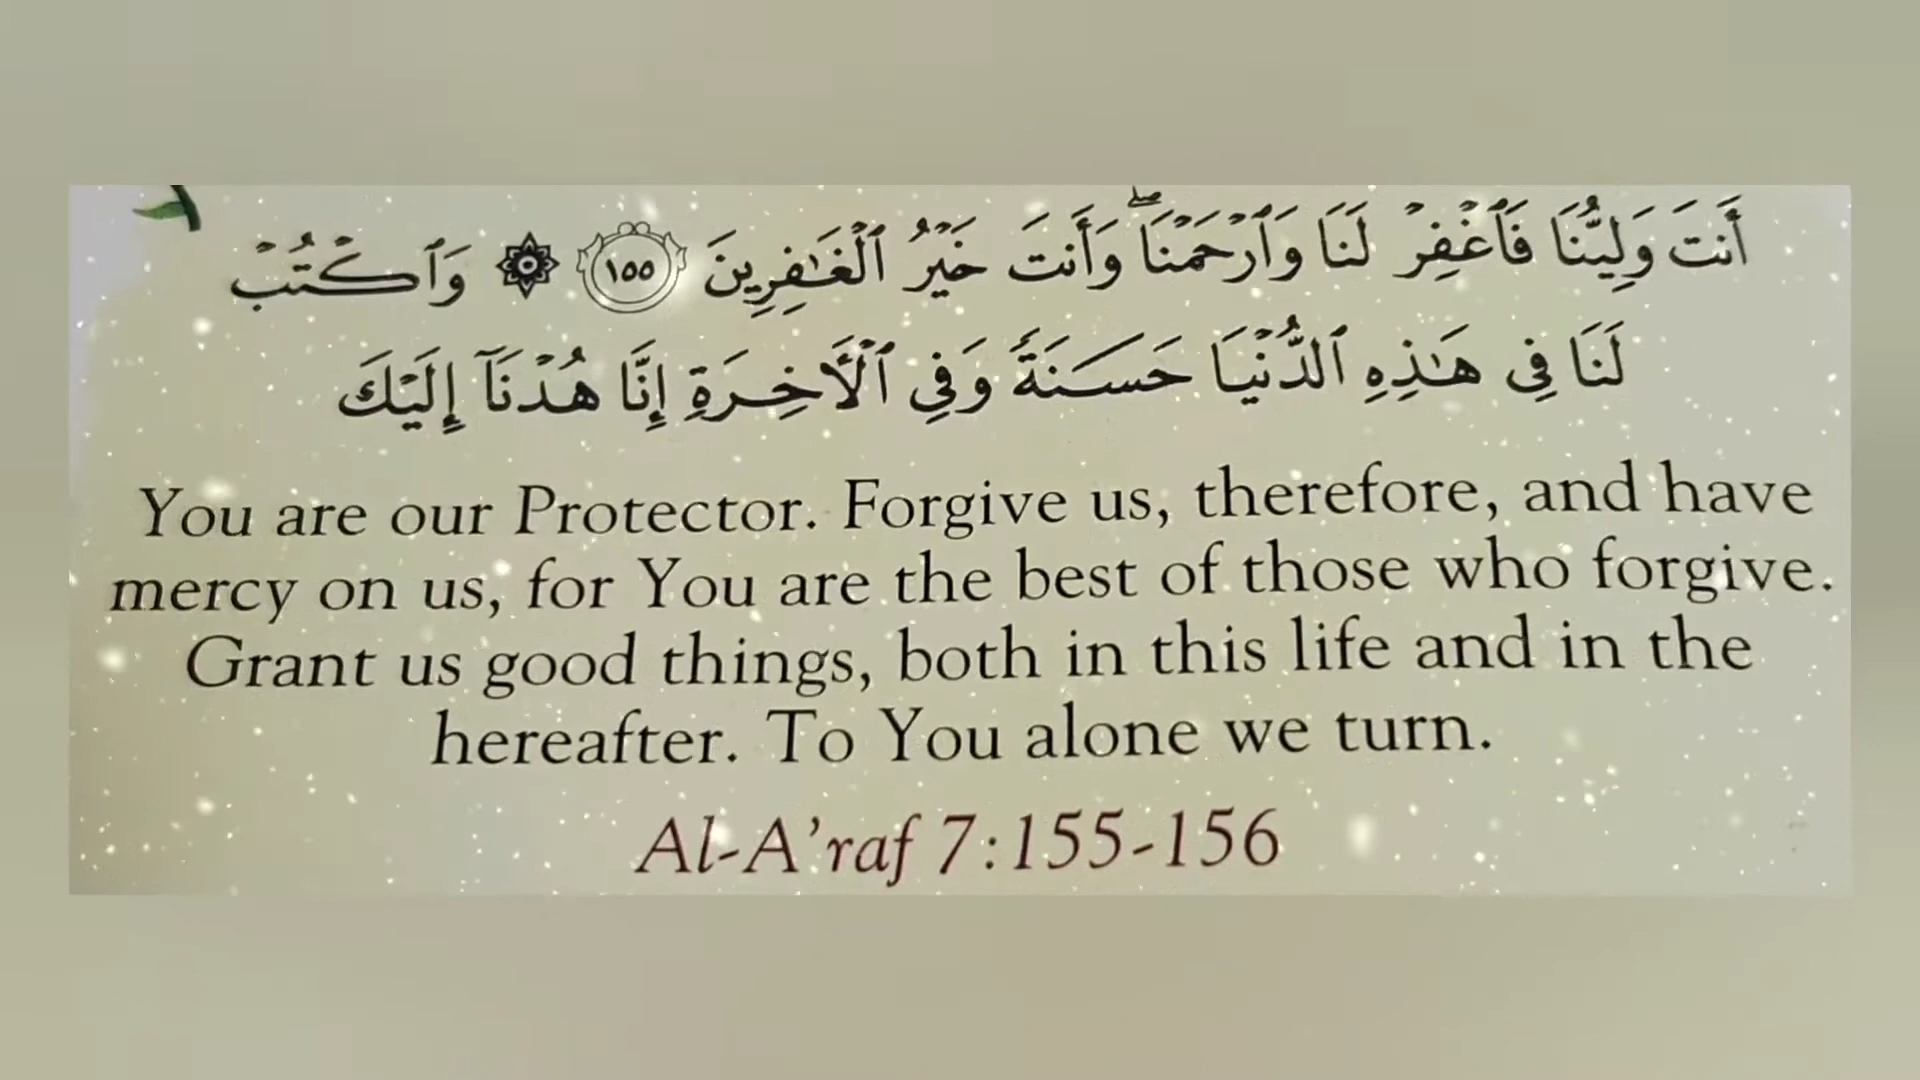 أَنتَ وَلِيُّنَا فَٱغْفِرْ لَنَا وَٱرْحَمْنَا ۖ وَأَنتَ خَيْرُ ٱلْغَٰفِرِينَ ١٥٥ ۞ وَٱكْتُبْ
لَنَا فِى هَٰذِهِ ٱلدُّنْيَا حَسَنَةً وَفِى ٱلْأَخِرَةِ إِنَّا هُدْنَآ إِلَيْكَ
You are our Protector. Forgive us, therefore, and have
mercy on us, for You are the best of those who forgive.
Grant us good things, both in this life and in the
hereafter. To You alone we turn.
Al-A’raf 7:155-156